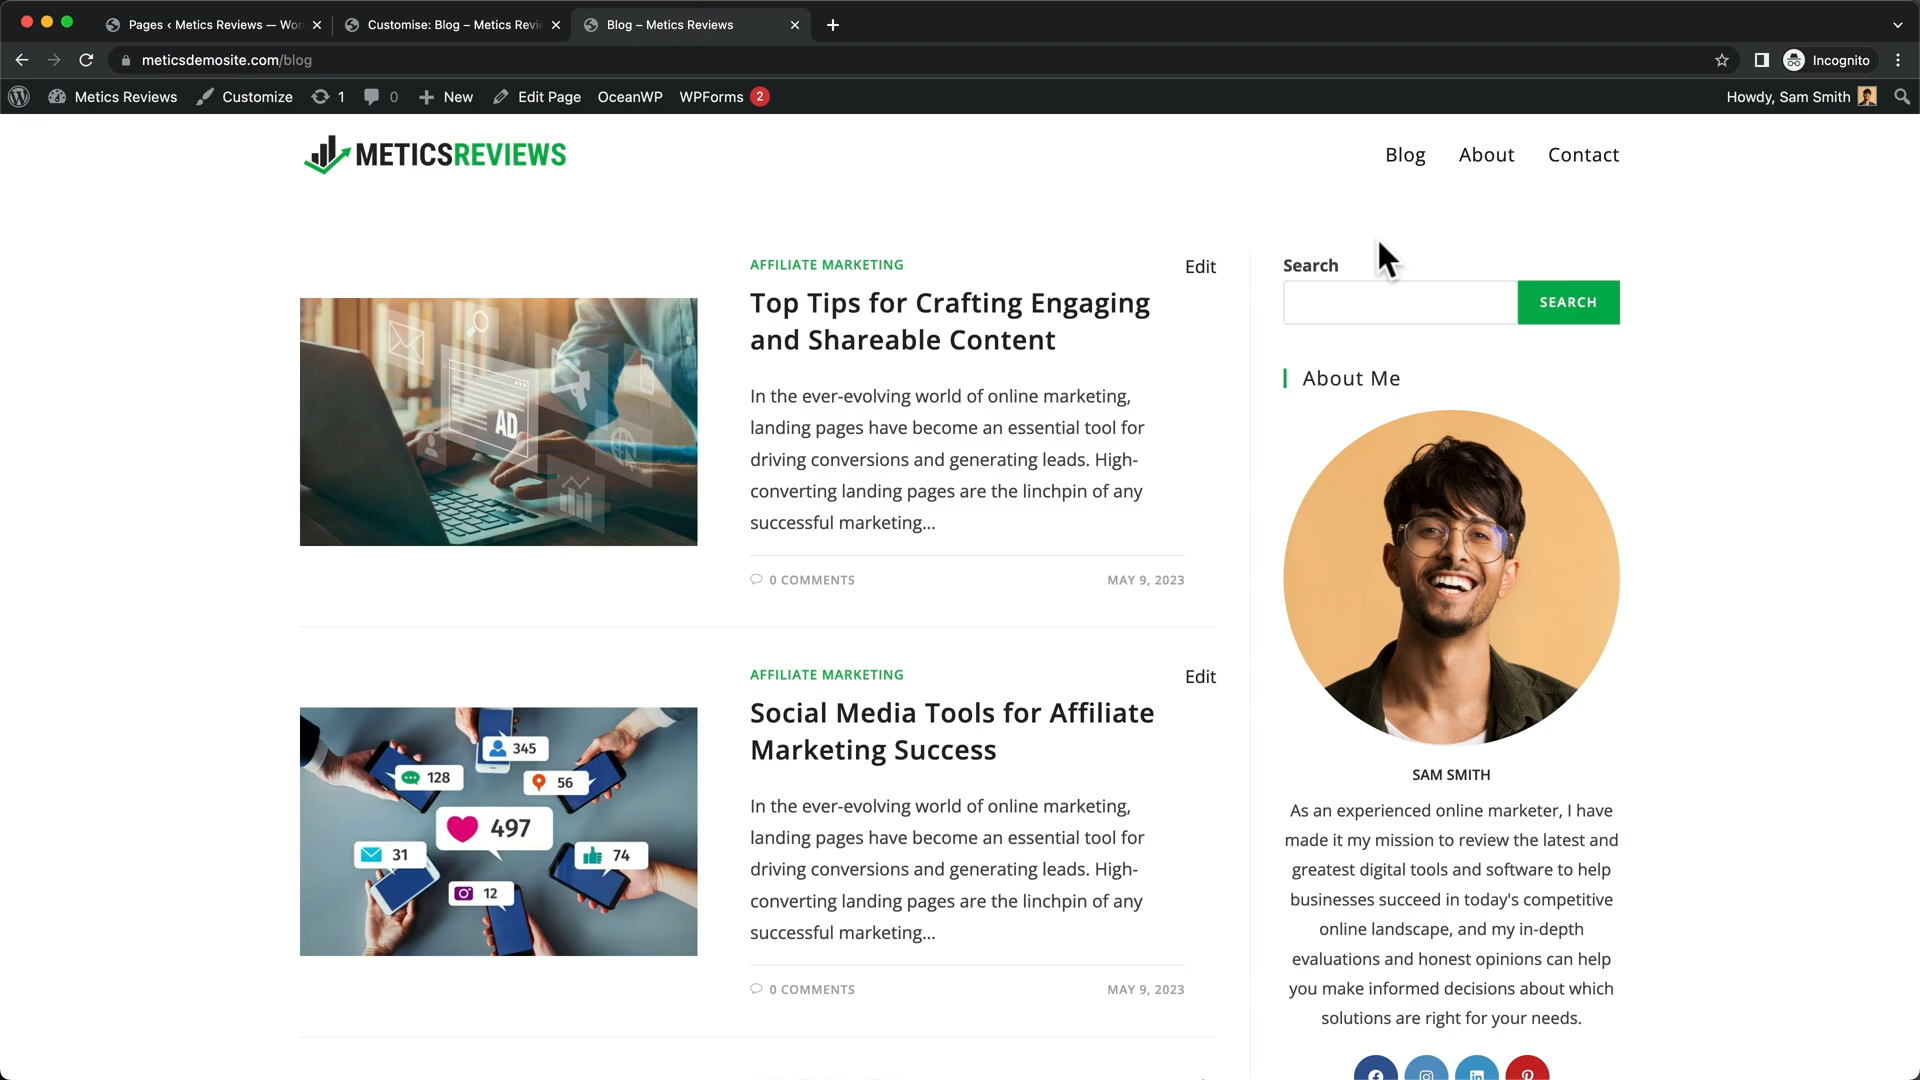 Pages ‹ Metics Reviews — Wor
Customise: Blog – Metics Revie
Blog – Metics Reviews
meticsdemosite.com/blog
Incognito
Metics Reviews
Customize
1
0
New
Edit Page
OceanWP
WPForms
2
Howdy, Sam Smith
METICSREVIEWS
Blog
About
Contact
AFFILIATE MARKETING
Edit
Top Tips for Crafting Engaging
and Shareable Content
In the ever-evolving world of online marketing,
landing pages have become an essential tool for
driving conversions and generating leads. High-
converting landing pages are the linchpin of any
successful marketing...
0 COMMENTS
MAY 9, 2023
AD
AFFILIATE MARKETING
Edit
Social Media Tools for Affiliate
Marketing Success
In the ever-evolving world of online marketing,
landing pages have become an essential tool for
driving conversions and generating leads. High-
converting landing pages are the linchpin of any
successful marketing...
0 COMMENTS
MAY 9, 2023
345
128
56
497
31
74
12
Search
SEARCH
About Me
SAM SMITH
As an experienced online marketer, I have
made it my mission to review the latest and
greatest digital tools and software to help
businesses succeed in today's competitive
online landscape, and my in-depth
evaluations and honest opinions can help
you make informed decisions about which
solutions are right for your needs.